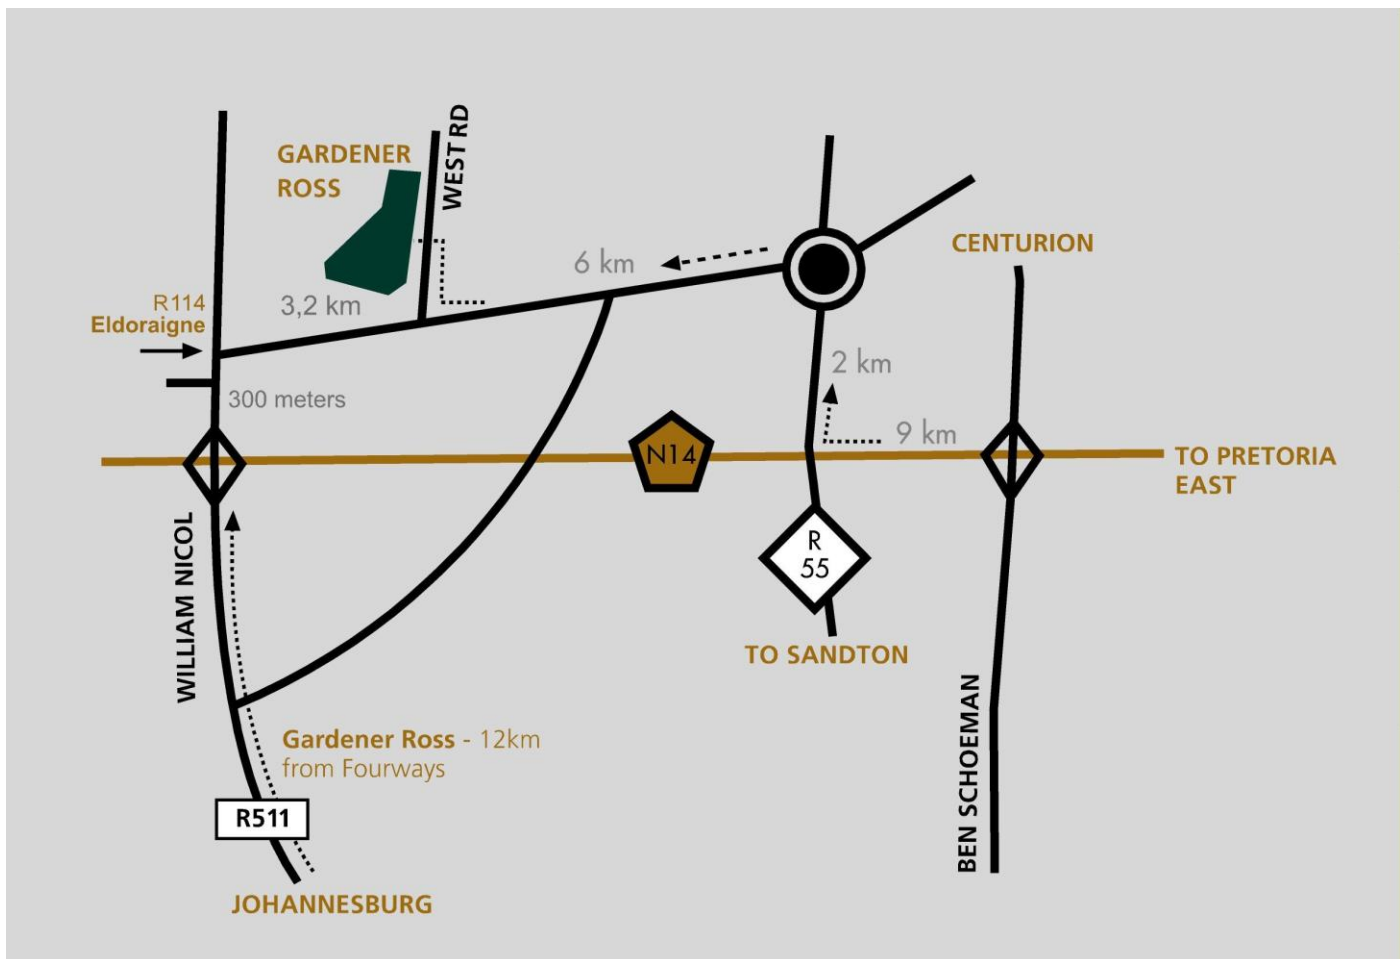 WEST RD
GARDENER
ROSS
CENTURION
6 km
R114
Eldoraigne
3,2 km
2 km
300 meters
9 km
N14
TO PRETORIA
EAST
WILLIAM NICOL
R
55
TO SANDTON
BEN SCHOEMAN
Gardener Ross - 12km
from Fourways
R511
JOHANNESBURG